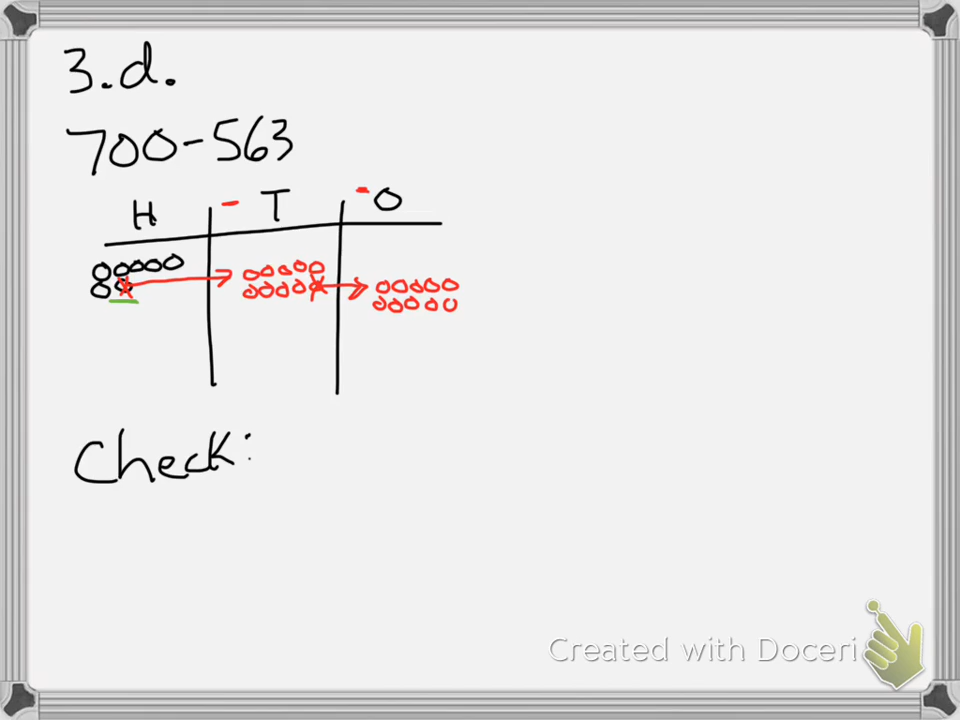 3.d.
700-563
H - T - O
Check:
Created with Doceri